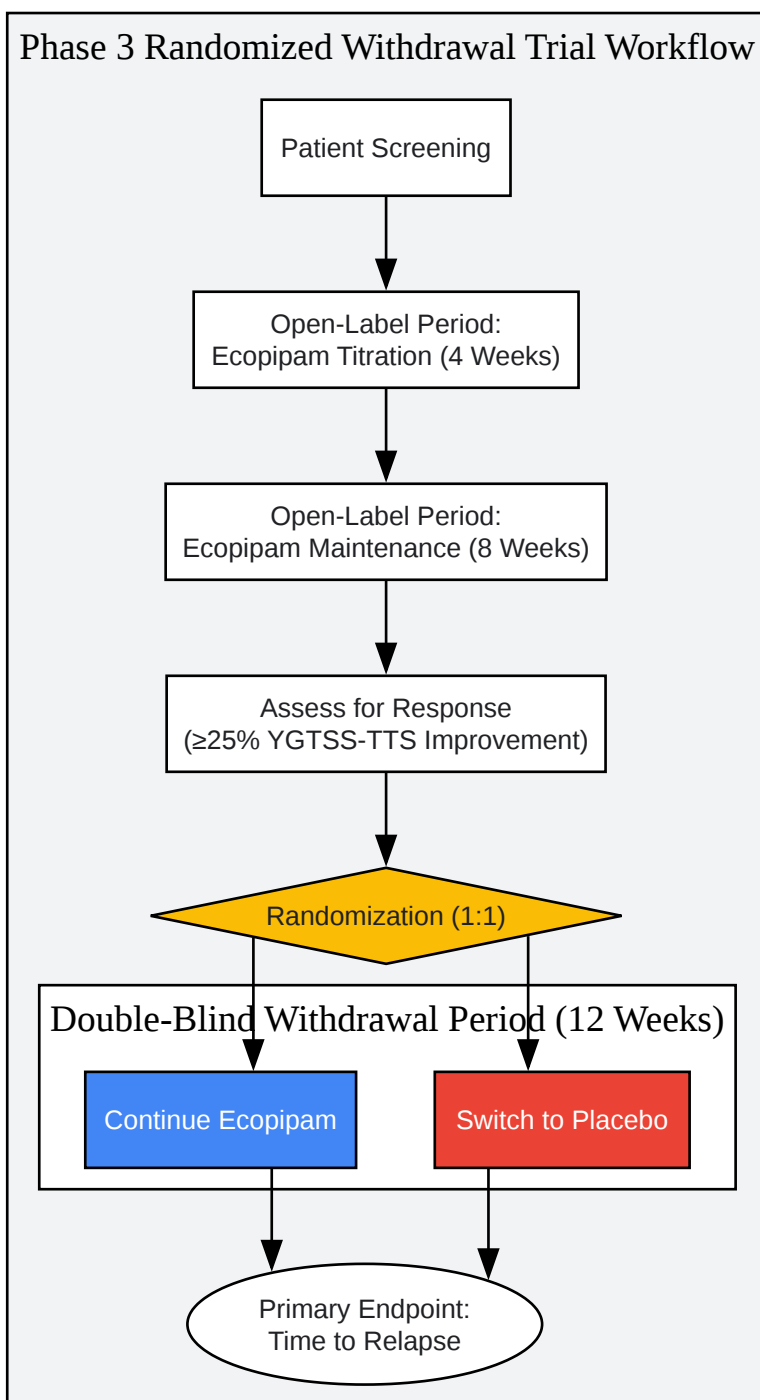 Phase 3 Randomized Withdrawal Trial Workflow
Patient Screening
Open-Label Period:
Ecopipam Titration (4 Weeks)
Open-Label Period:
Ecopipam Maintenance (8 Weeks)
Assess for Response
(≥25% YGTSS-TTS Improvement)
Randomization (1:1)
Double-Blind Withdrawal Period (12 Weeks)
Continue Ecopipam
Switch to Placebo
Primary Endpoint:
Time to Relapse